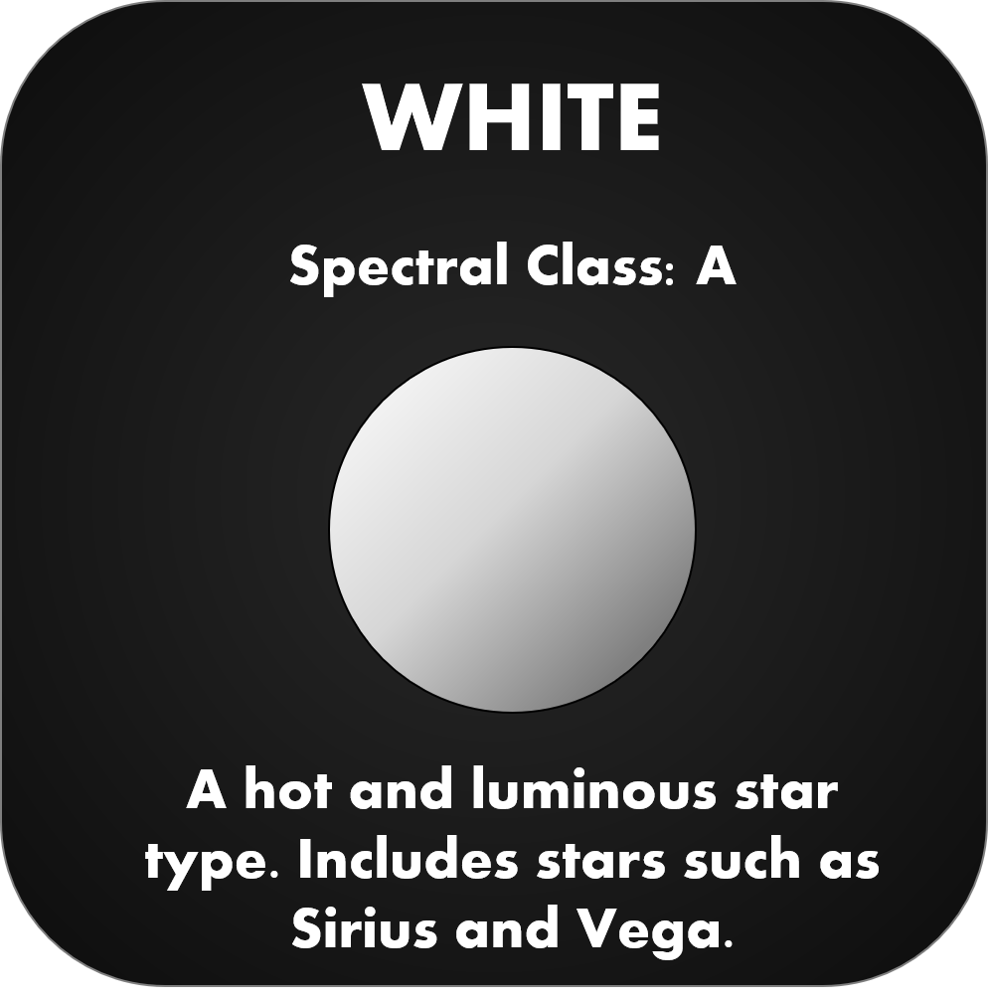 WHITE
Spectral Class: A
A hot and luminous star
type. Includes stars such as
Sirius and Vega.